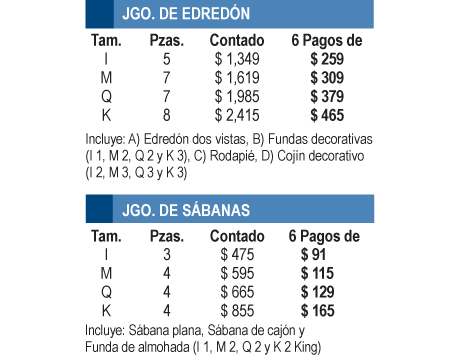 JGO. DE EDREDÓN
Tam. Pzas. Contado 6 Pagos de
I 5 $ 1,349 $ 259
M 7 $ 1,619 $ 309
Q 7 $ 1,985 $ 379
K 8 $ 2,415 $ 465
Incluye: A) Edredón dos vistas, B) Fundas decorativas
(I 1, M 2, Q 2 y K 3), C) Rodapié, D) Cojín decorativo
(I 2, M 3, Q 3 y K 3)
JGO. DE SÁBANAS
Tam. Pzas. Contado 6 Pagos de
I 3 $ 475 $ 91
M 4 $ 595 $ 115
Q 4 $ 665 $ 129
K 4 $ 855 $ 165
Incluye: Sábana plana, Sábana de cajón y
Funda de almohada (I 1, M 2, Q 2 y K 2 King)